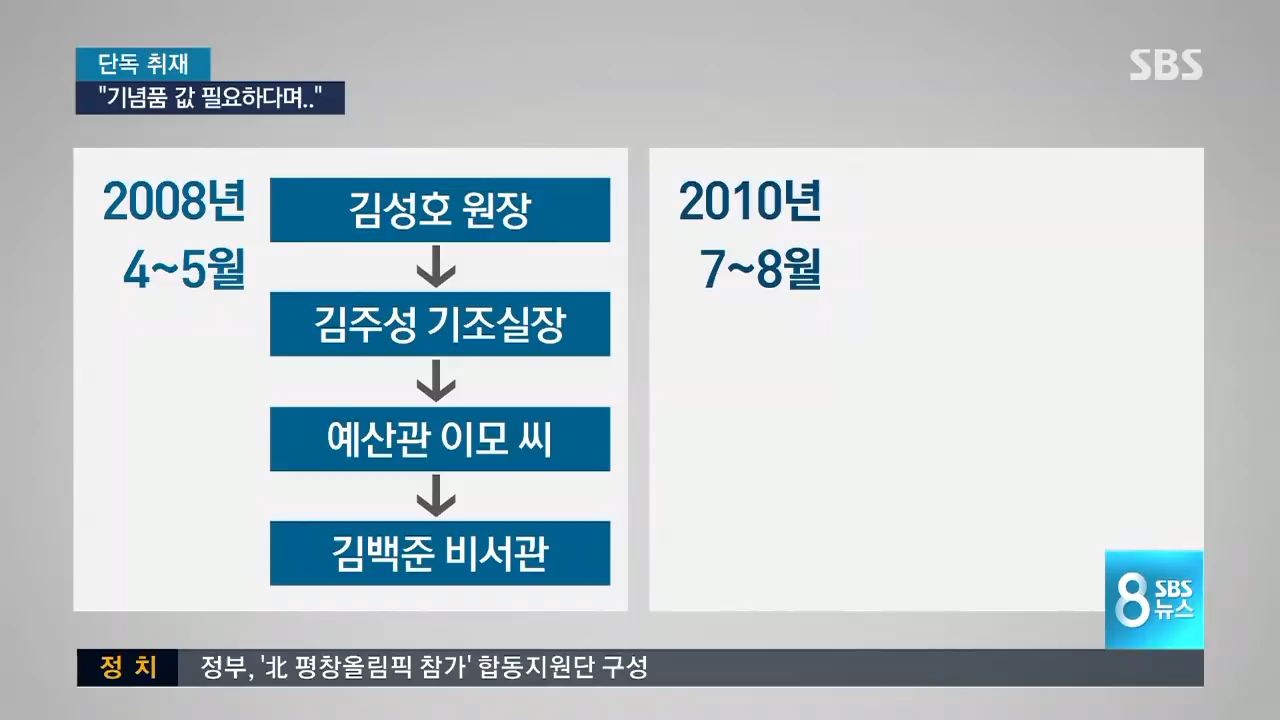 단독 취재
"기념품 값 필요하다며.."
SBS
2008년
4~5월
김성호 원장
김주성 기조실장
예산관 이모 씨
김백준 비서관
2010년
7~8월
8 SBS
뉴스
정 치 정부, '北 평창올림픽 참가' 합동지원단 구성